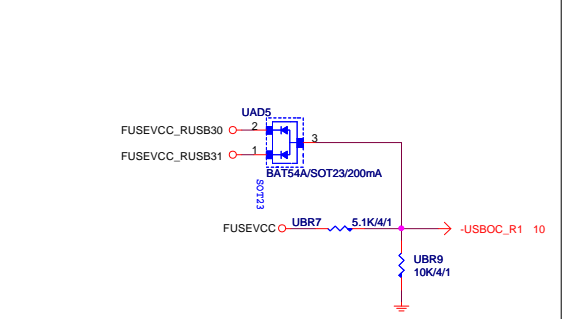 UAD5
FUSEVCC_RUSB30
2
3
FUSEVCC_RUSB31
1
BAT54A/SOT23/200mA
SOT23
FUSEVCC
UBR7
5.1K/4/1
-USBOC_R1 10
UBR9
10K/4/1